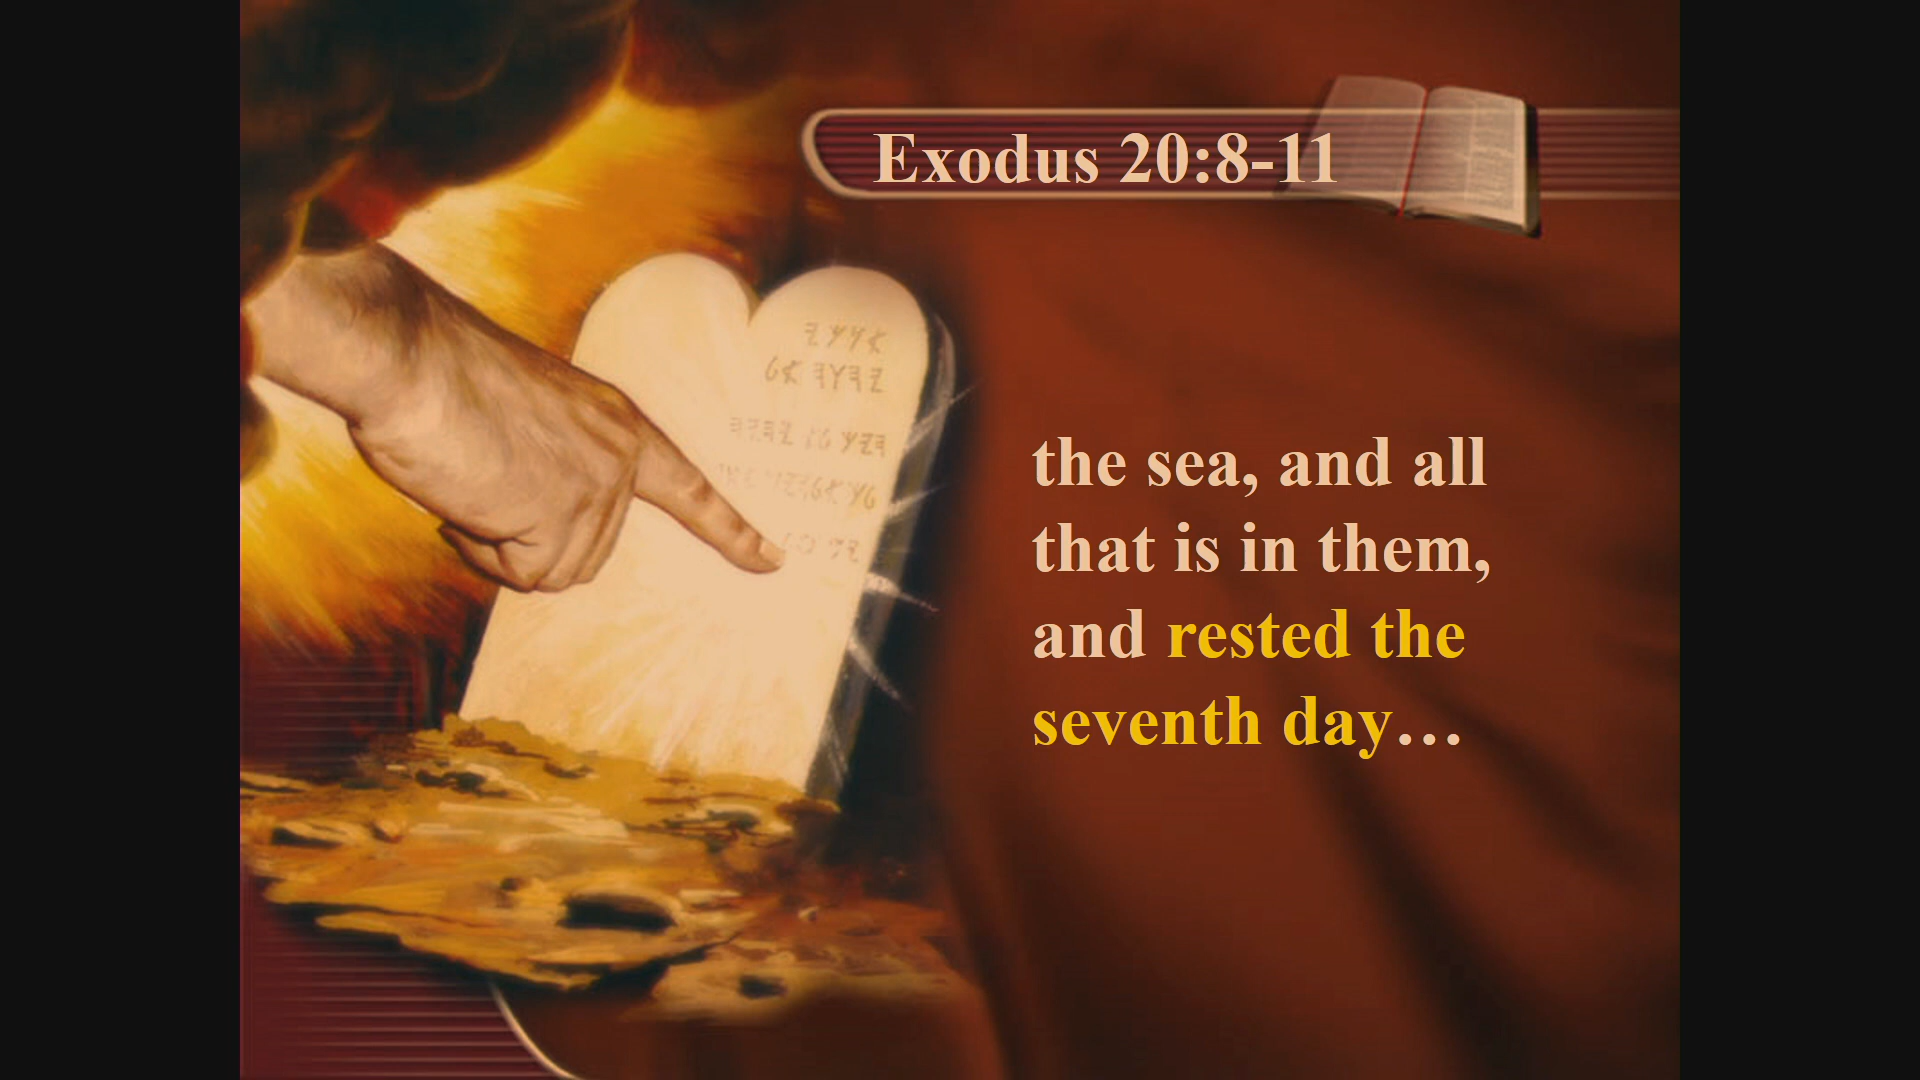 Exodus 20:8-11
the sea, and all
that is in them,
and rested the
seventh day…